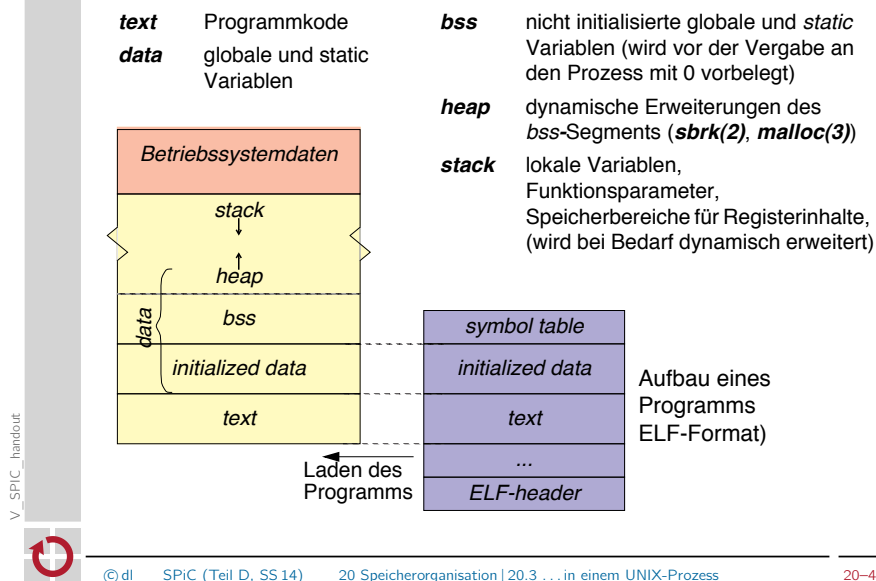 text Programmkode
data globale und static
Variablen
bss nicht initialisierte globale und static
Variablen (wird vor der Vergabe an
den Prozess mit 0 vorbelegt)
heap dynamische Erweiterungen des
bss-Segments (sbrk(2), malloc(3))
stack lokale Variablen,
Funktionsparameter,
Speicherbereiche für Registerinhalte,
(wird bei Bedarf dynamisch erweitert)
Betriebssystemdaten
stack
heap
data
bss
initialized data
text
symbol table
initialized data
text
...
ELF-header
Aufbau eines
Programms
ELF-Format)
Laden des
Programms
V_SPIC_handout
© dl SPiC (Teil D, SS 14) 20 Speicherorganisation | 20.3 ... in einem UNIX-Prozess 20–4